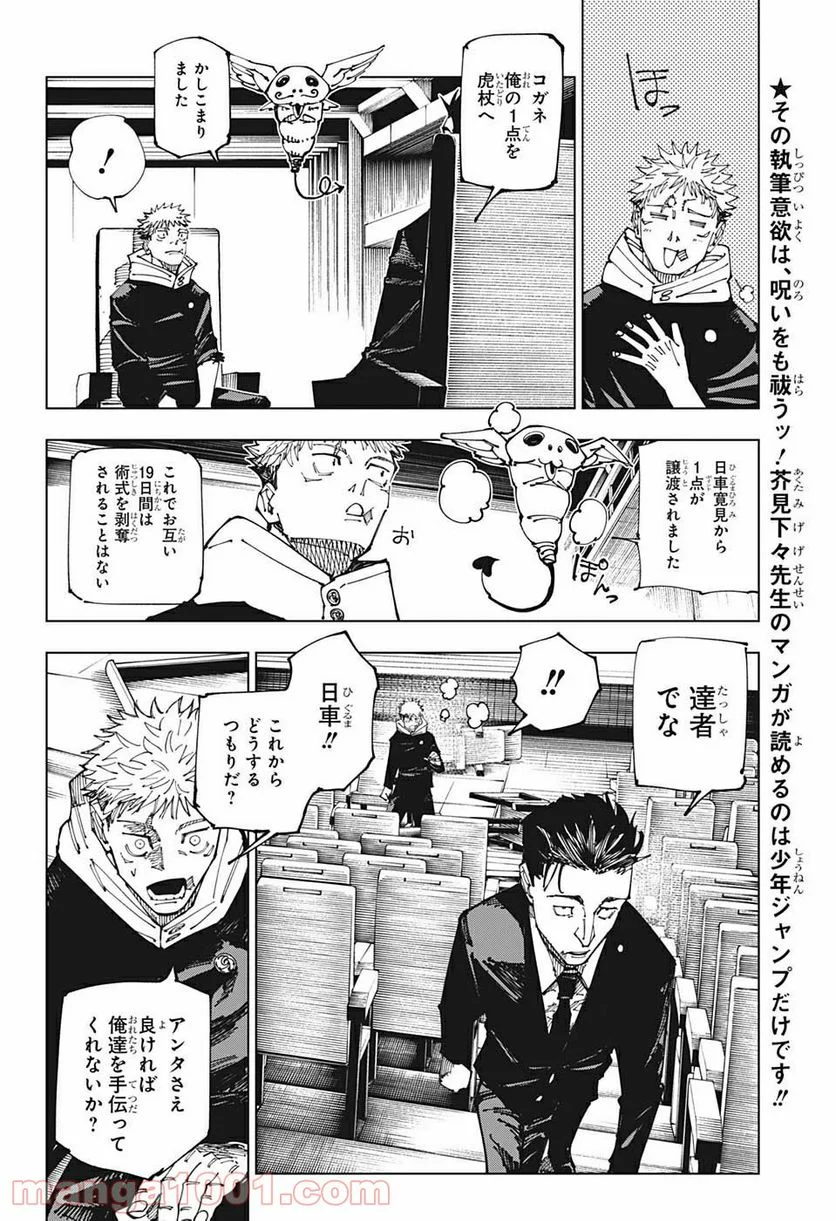 ★その執筆意欲は、呪いをも祓うッ！芥見下々先生のマンガが読めるのは少年ジャンプだけです!!
ほっ
コガネ
俺の1点を
虎杖へ
かしこまり
ました
!
日車寛見から
1点が
譲渡されました
ぽんっ
これでお互い
19日間は
術式を剥奪
されることはない
達者
でな
!!
日車!!
これから
どうする
つもりだ？
アンタさえ
良ければ
俺達を手伝って
くれないか？
manga1001.com